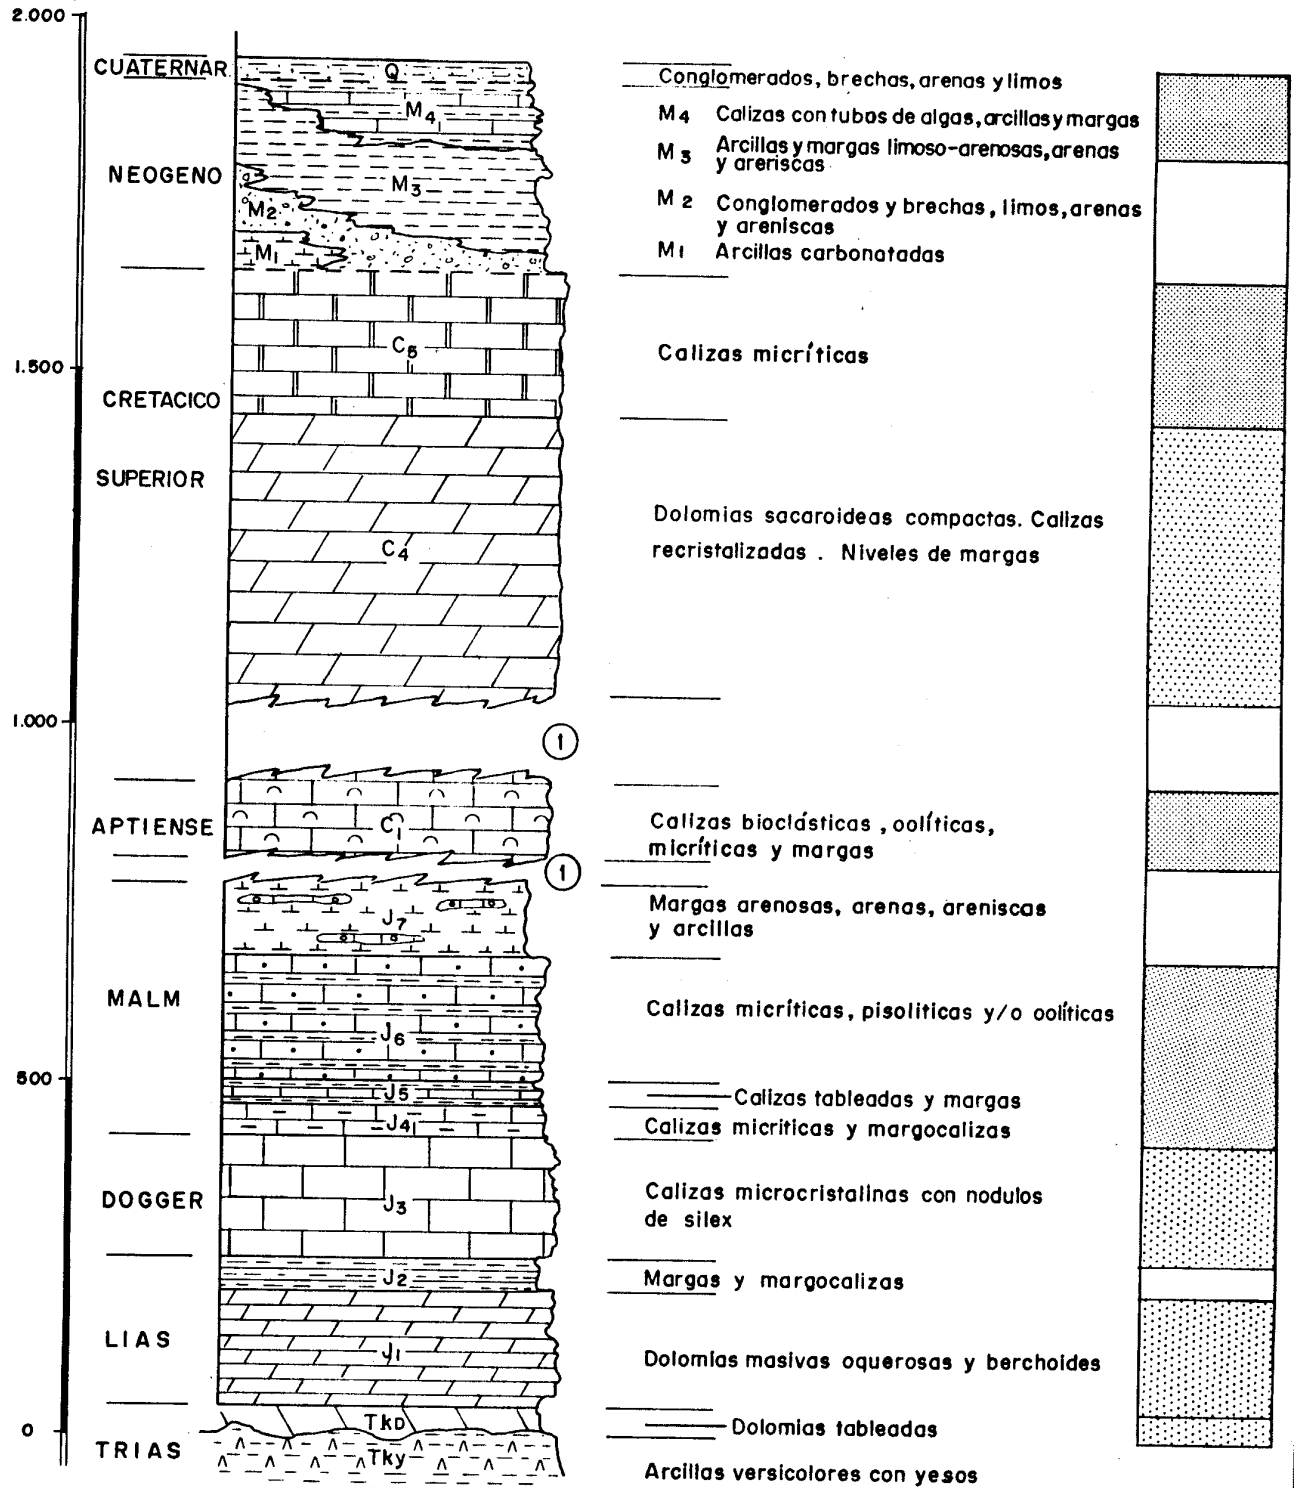 2.000
CUATERNAR.
Q
Conglomerados, brechas, arenas y limos
M4
M4 Calizas con tubos de algas, arcillas y margas
NEOGENO
M3
M3 Arcillas y margas limoso-arenosas, arenas
y areriscas
M2
M2 Conglomerados y brechas, limos, arenas
y areniscas
M1
M1 Arcillas carbonatadas
1.500
C5
Calizas micríticas
CRETACICO
SUPERIOR
C4
Dolomias sacaroideas compactas. Calizas
recristalizadas. Niveles de margas
1.000
1
APTIENSE
C1
Calizas bioclásticas, oolíticas,
micríticas y margas
1
J7
Margas arenosas, arenas, areniscas
y arcillas
MALM
J6
Calizas micríticas, pisoliticas y/o oolíticas
500
J5
Calizas tableadas y margas
J4
Calizas micriticas y margocalizas
DOGGER
J3
Calizas microcristalinas con nodulos
de silex
J2
Margas y margocalizas
LIAS
J1
Dolomias masivas oquerosas y berchoides
0
TKD
Dolomias tableadas
TRIAS
Tky
Arcillas versicolores con yesos